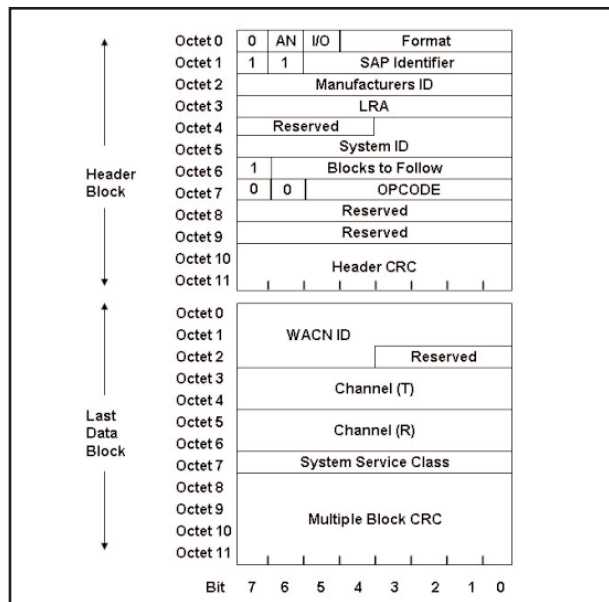 Octet 0 0 AN I/O Format
Octet 1 1 1 SAP Identifier
Octet 2 Manufacturers ID
Octet 3 LRA
Octet 4 Reserved
Octet 5 System ID
Octet 6 1 Blocks to Follow
Octet 7 0 0 OPCODE
Octet 8 Reserved
Octet 9 Reserved
Octet 10
Header CRC
Octet 11
Header
Block
Octet 0
Octet 1 WACN ID
Octet 2 Reserved
Octet 3
Channel (T)
Octet 4
Octet 5
Channel (R)
Octet 6
Octet 7 System Service Class
Octet 8
Octet 9
Multiple Block CRC
Octet 10
Octet 11
Last
Data
Block
Bit 7 6 5 4 3 2 1 0